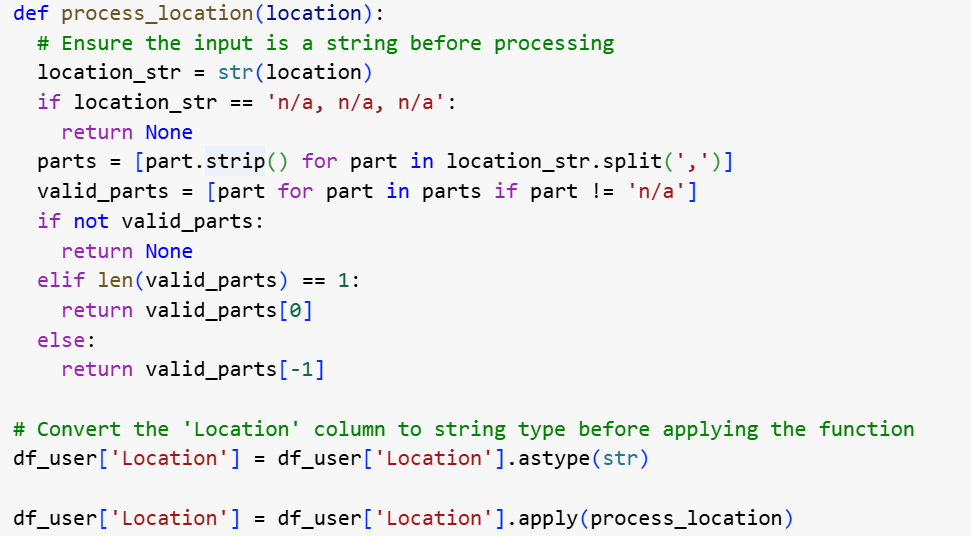 def process_location(location):
  # Ensure the input is a string before processing
  location_str = str(location)
  if location_str == 'n/a, n/a, n/a':
    return None
  parts = [part.strip() for part in location_str.split(',')]
  valid_parts = [part for part in parts if part != 'n/a']
  if not valid_parts:
    return None
  elif len(valid_parts) == 1:
    return valid_parts[0]
  else:
    return valid_parts[-1]

# Convert the 'Location' column to string type before applying the function
df_user['Location'] = df_user['Location'].astype(str)

df_user['Location'] = df_user['Location'].apply(process_location)